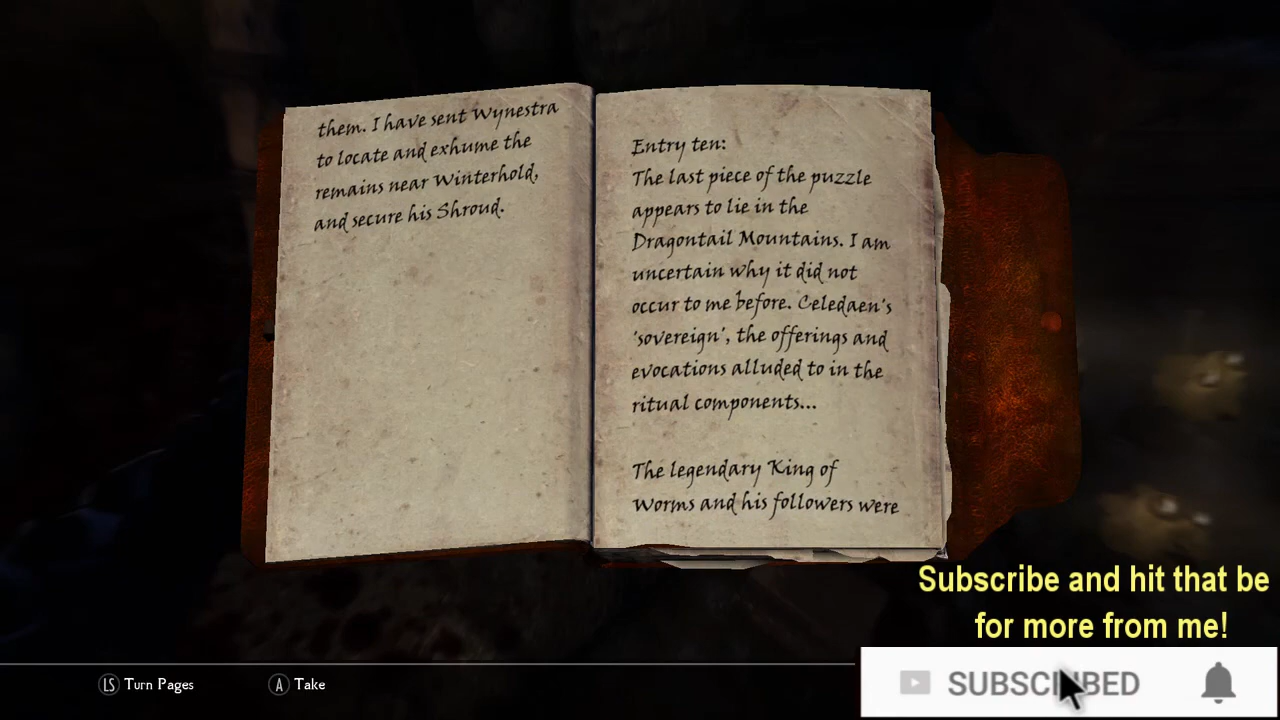 them. I have sent Wynestra
to locate and exhume the
remains near Winterhold,
and secure his Shroud.
Entry ten:
The last piece of the puzzle
appears to lie in the
Dragontail Mountains. I am
uncertain why it did not
occur to me before. Celedaen's
'sovereign', the offerings and
evocations alluded to in the
ritual components...
The legendary King of
Worms and his followers were
Subscribe and hit that be
for more from me!
SUBSCRIBED
LS Turn Pages
A Take